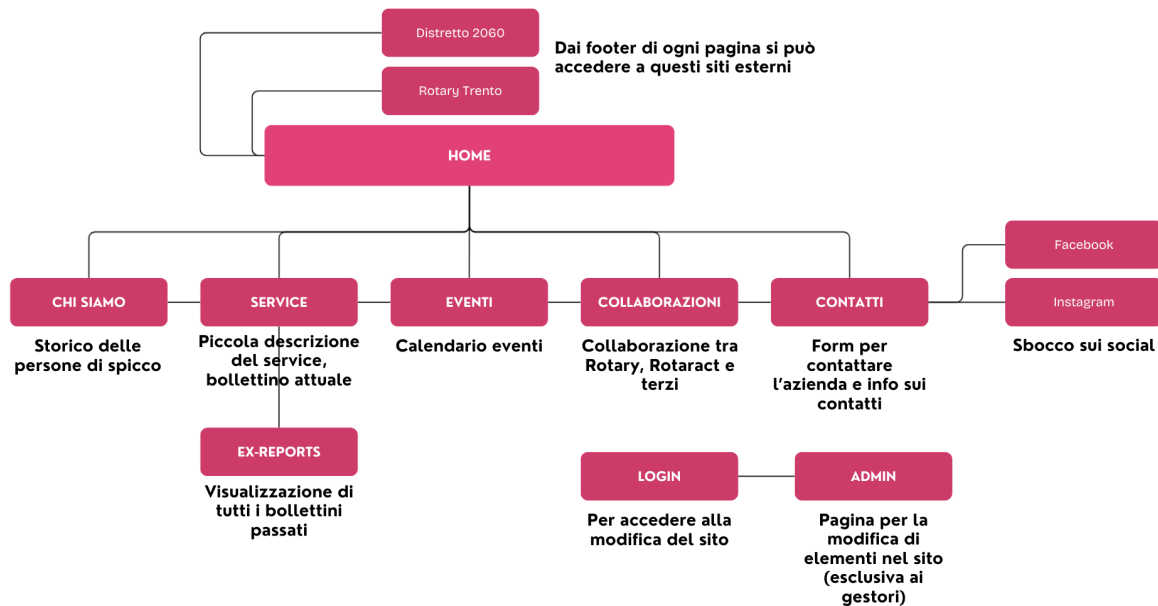 Distretto 2060
Dai footer di ogni pagina si può
accedere a questi siti esterni
Rotary Trento
HOME
Facebook
CHI SIAMO
SERVICE
EVENTI
COLLABORAZIONI
CONTATTI
Instagram
Storico delle
persone di spicco
Piccola descrizione
del service,
bollettino attuale
Calendario eventi
Collaborazione tra
Rotary, Rotaract e
terzi
Form per
contattare
l'azienda e info sui
contatti
Sbocco sui social
EX-REPORTS
Visualizzazione di
tutti i bollettini
passati
LOGIN
ADMIN
Per accedere alla
modifica del sito
Pagina per la
modifica di
elementi nel sito
(esclusiva ai
gestori)